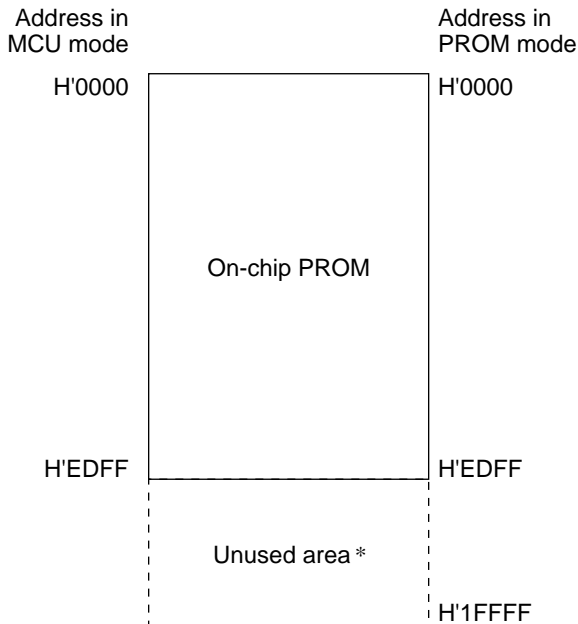 Address in
MCU mode
Address in
PROM mode
H'0000
H'0000
On-chip PROM
H'EDFF
H'EDFF
Unused area *
H'1FFFF